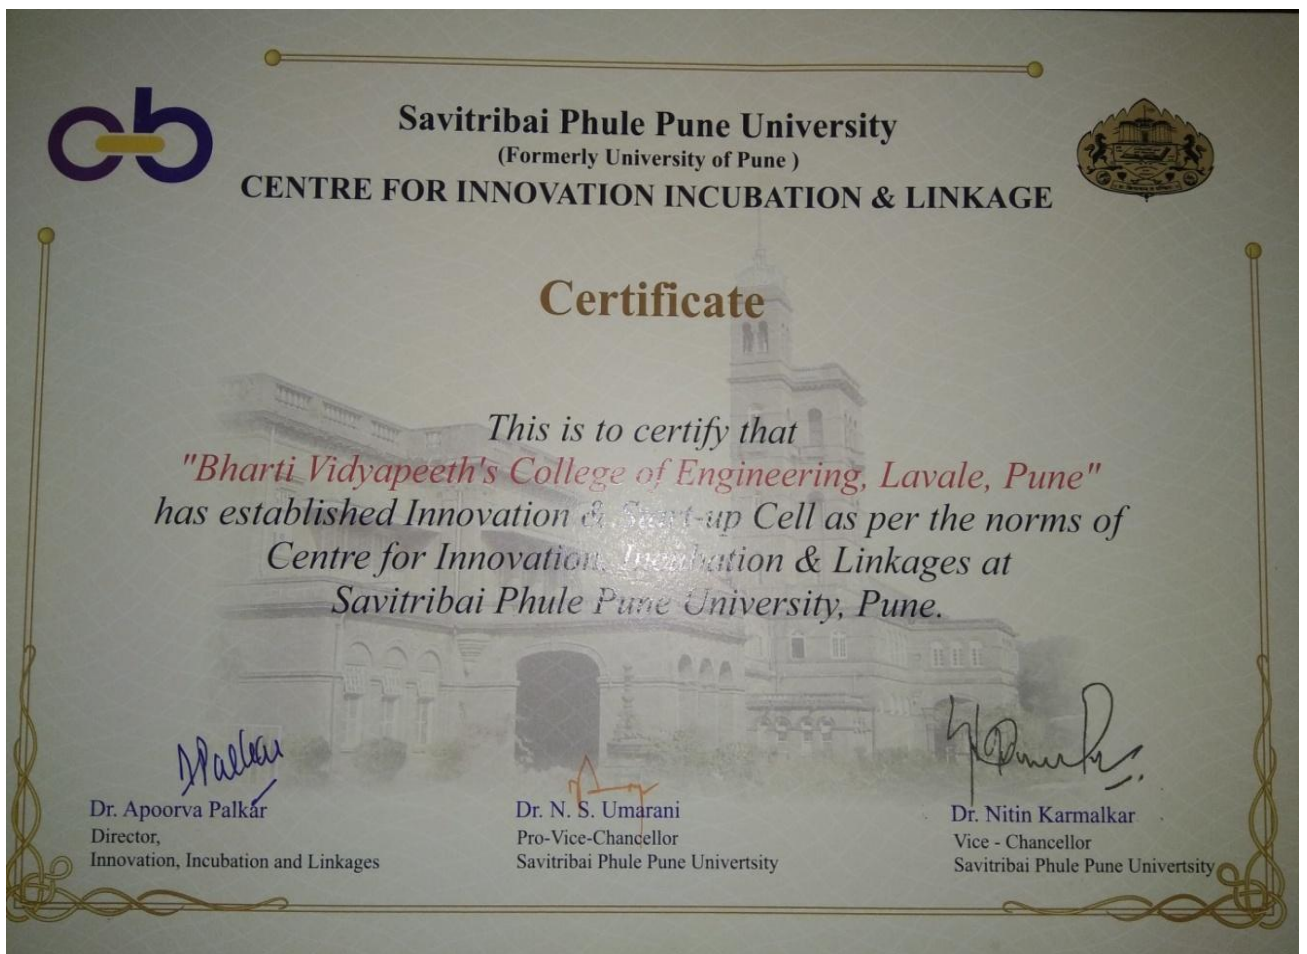 Savitribai Phule Pune University
(Formerly University of Pune )
CENTRE FOR INNOVATION INCUBATION & LINKAGE
Certificate
This is to certify that
"Bharti Vidyapeeth's College of Engineering, Lavale, Pune"
has established Innovation & Start-up Cell as per the norms of
Centre for Innovation, Incubation & Linkages at
Savitribai Phule Pune University, Pune.
Dr. Apoorva Palkar
Director,
Innovation, Incubation and Linkages
Dr. N. S. Umarani
Pro-Vice-Chancellor
Savitribai Phule Pune Univertsity
Dr. Nitin Karmalkar
Vice - Chancellor
Savitribai Phule Pune Univertsity